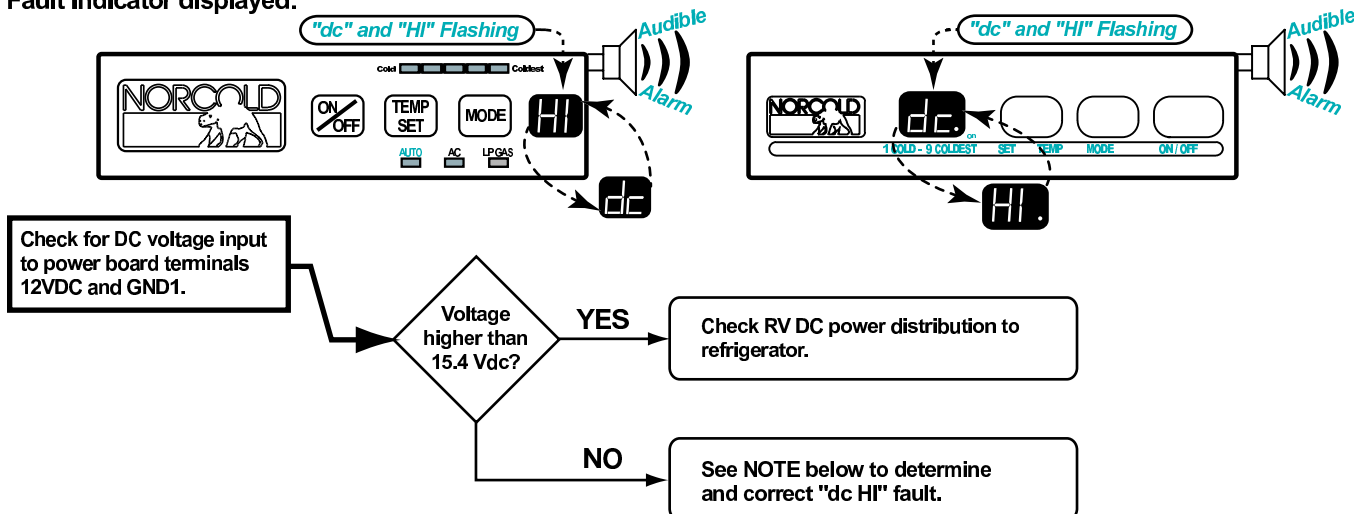 Fault Indicator displayed:
"dc" and "HI" Flashing
Audible
Alarm
Cold
Coldest
NORCOLD
ON/OFF
TEMP
SET
MODE
HI
AUTO
AC
LP GAS
dc
"dc" and "HI" Flashing
Audible
Alarm
NORCOLD
dc.
on
1 COLD - 9 COLDEST
SET
TEMP
MODE
ON / OFF
HI.
Check for DC voltage input
to power board terminals
12VDC and GND1.
Voltage
higher than
15.4 Vdc?
YES
Check RV DC power distribution to
refrigerator.
NO
See NOTE below to determine
and correct "dc HI" fault.